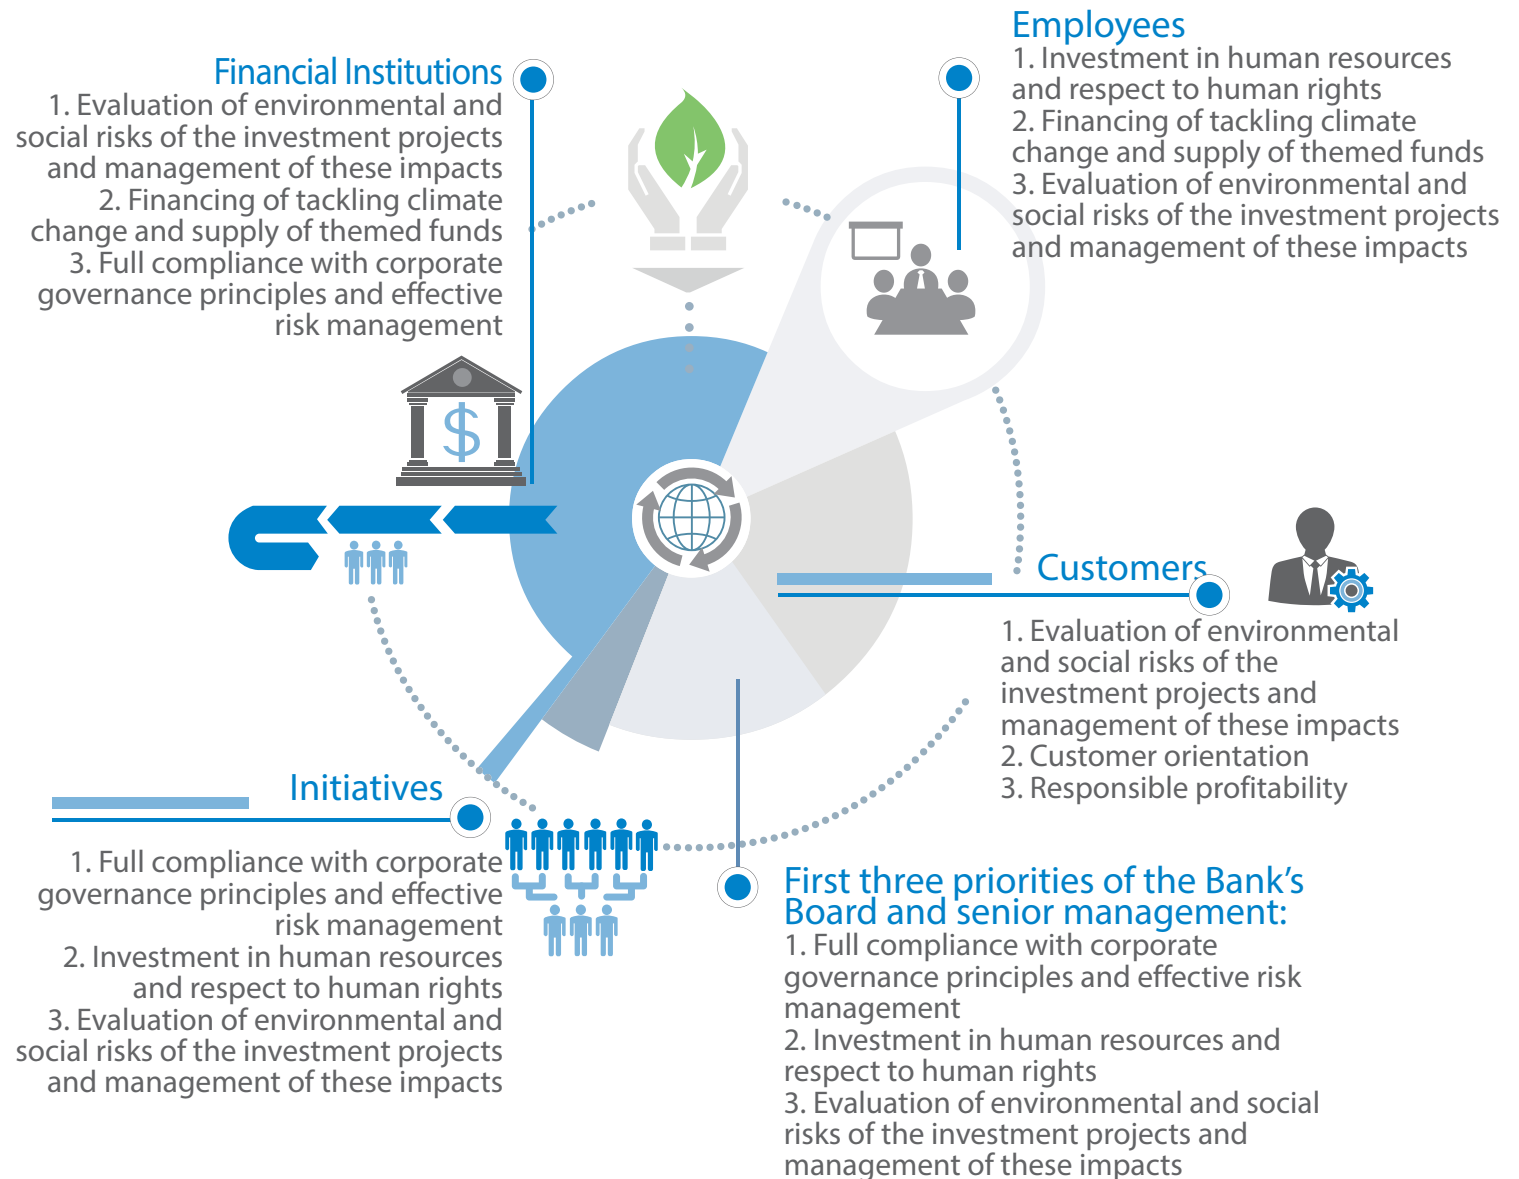 Financial Institutions
1. Evaluation of environmental and
social risks of the investment projects
and management of these impacts
2. Financing of tackling climate
change and supply of themed funds
3. Full compliance with corporate
governance principles and effective
risk management
$
Employees
1. Investment in human resources
and respect to human rights
2. Financing of tackling climate
change and supply of themed funds
3. Evaluation of environmental and
social risks of the investment projects
and management of these impacts
Customers
1. Evaluation of environmental
and social risks of the
investment projects and
management of these impacts
2. Customer orientation
3. Responsible profitability
Initiatives
1. Full compliance with corporate
governance principles and effective
risk management
2. Investment in human resources
and respect to human rights
3. Evaluation of environmental and
social risks of the investment projects
and management of these impacts
First three priorities of the Bank's
Board and senior management:
1. Full compliance with corporate
governance principles and effective risk
management
2. Investment in human resources and
respect to human rights
3. Evaluation of environmental and social
risks of the investment projects and
management of these impacts